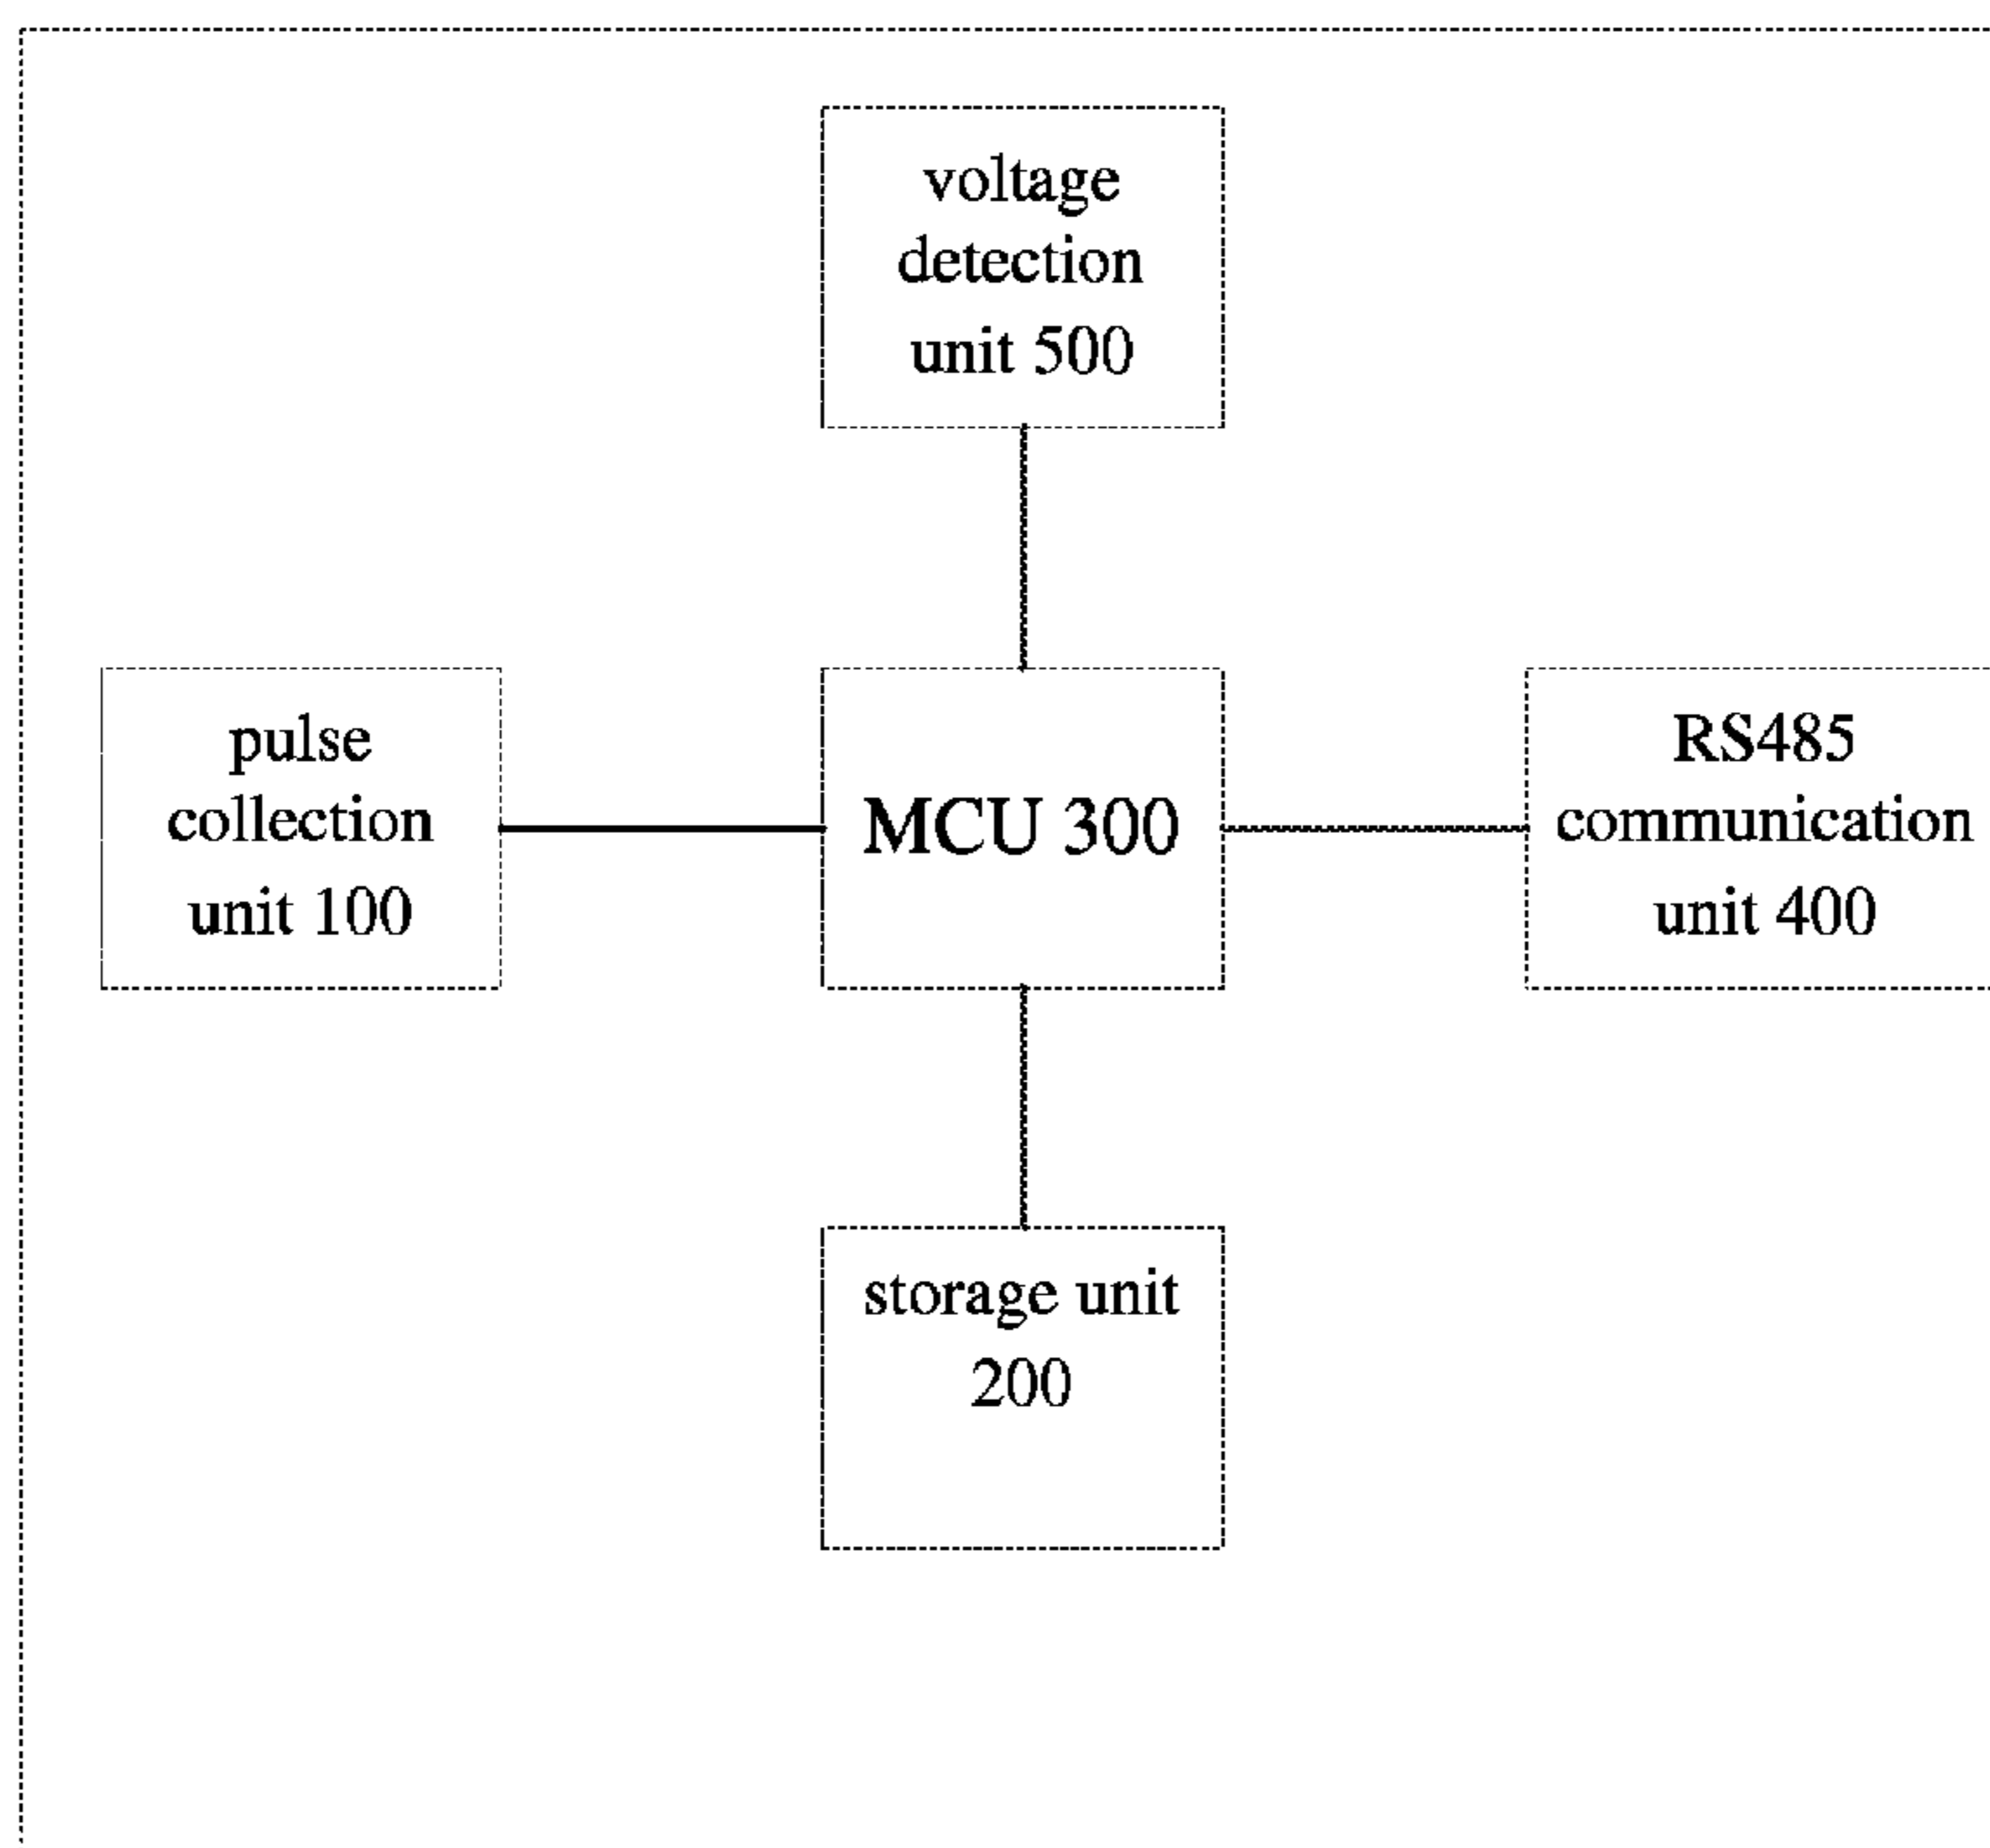 voltage
detection
unit 500
pulse
collection
unit 100
MCU 300
RS485
communication
unit 400
storage unit
200